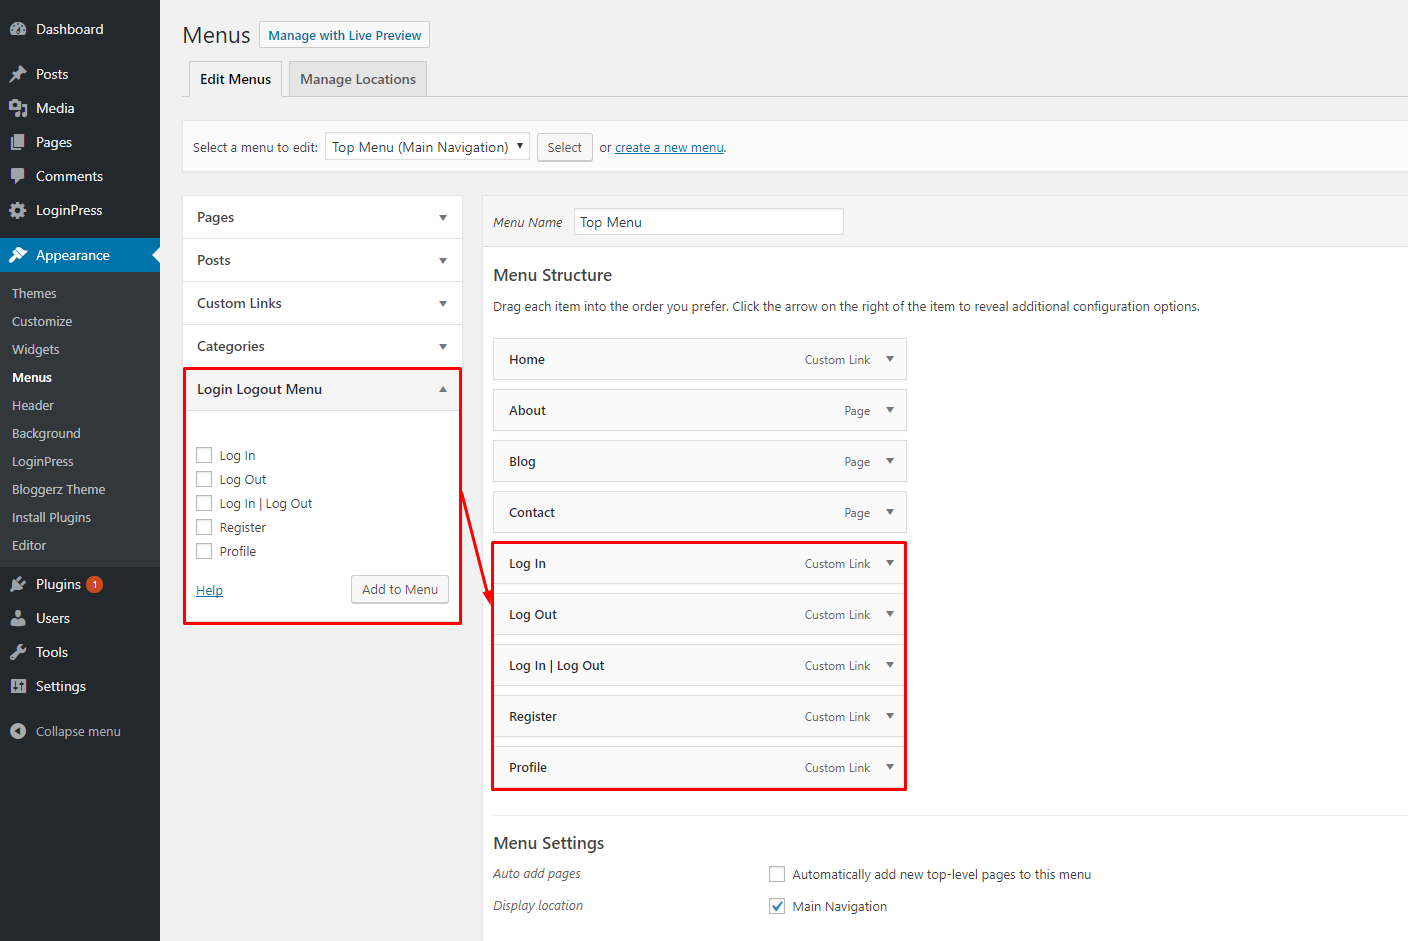 Dashboard
Posts
Media
Pages
Comments
LoginPress
Appearance
Themes
Customize
Widgets
Menus
Header
Background
LoginPress
Bloggerz Theme
Install Plugins
Editor
Plugins 1
Users
Tools
Settings
Collapse menu
Menus Manage with Live Preview
Edit Menus Manage Locations
Select a menu to edit: Top Menu (Main Navigation) Select or create a new menu.
Pages
Posts
Custom Links
Categories
Login Logout Menu
Log In
Log Out
Log In | Log Out
Register
Profile
Help Add to Menu
Menu Name Top Menu
Menu Structure
Drag each item into the order you prefer. Click the arrow on the right of the item to reveal additional configuration options.
Home Custom Link
About Page
Blog Page
Contact Page
Log In Custom Link
Log Out Custom Link
Log In | Log Out Custom Link
Register Custom Link
Profile Custom Link
Menu Settings
Auto add pages Automatically add new top-level pages to this menu
Display location Main Navigation